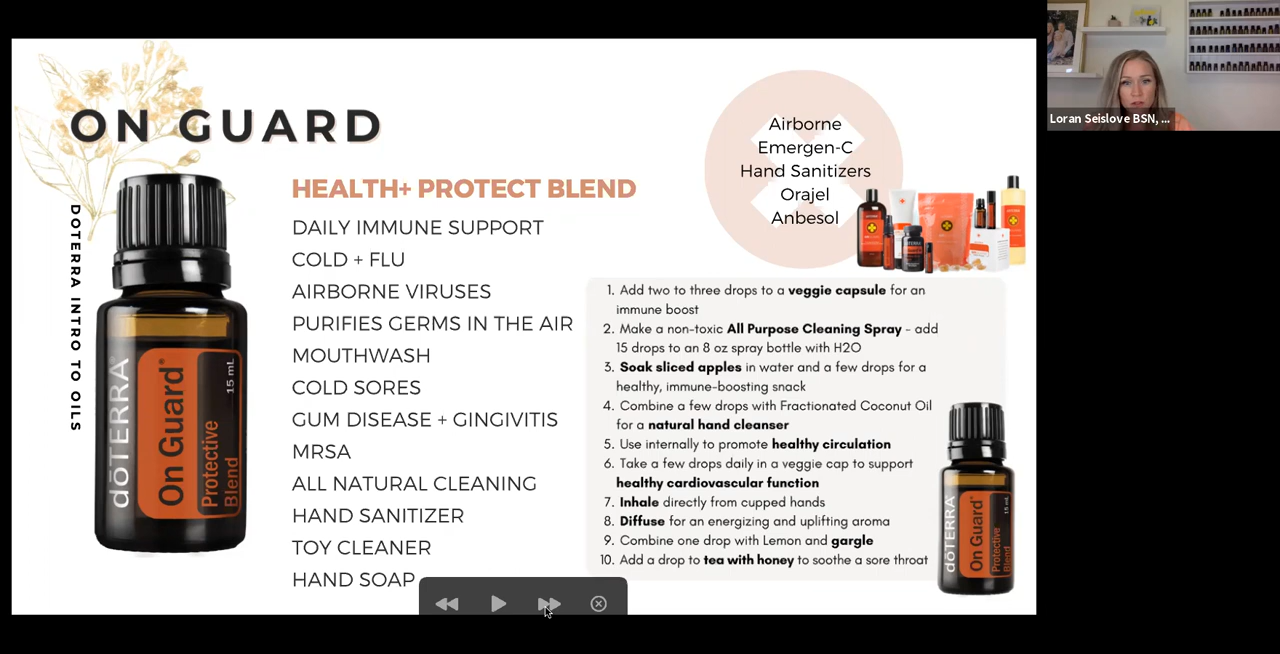 ON GUARD
DOTERRA INTRO TO OILS
dōTERRA
On Guard®
Protective
Blend
15 mL
HEALTH+ PROTECT BLEND
DAILY IMMUNE SUPPORT
COLD + FLU
AIRBORNE VIRUSES
PURIFIES GERMS IN THE AIR
MOUTHWASH
COLD SORES
GUM DISEASE + GINGIVITIS
MRSA
ALL NATURAL CLEANING
HAND SANITIZER
TOY CLEANER
HAND SOAP
Airborne
Emergen-C
Hand Sanitizers
Orajel
Anbesol
1. Add two to three drops to a veggie capsule for an
immune boost
2. Make a non-toxic All Purpose Cleaning Spray - add
15 drops to an 8 oz spray bottle with H2O
3. Soak sliced apples in water and a few drops for a
healthy, immune-boosting snack
4. Combine a few drops with Fractionated Coconut Oil
for a natural hand cleanser
5. Use internally to promote healthy circulation
6. Take a few drops daily in a veggie cap to support
healthy cardiovascular function
7. Inhale directly from cupped hands
8. Diffuse for an energizing and uplifting aroma
9. Combine one drop with Lemon and gargle
10. Add a drop to tea with honey to soothe a sore throat
dōTERRA
On Guard®
Protective
Blend
15 mL
Loran Seislove BSN, ...